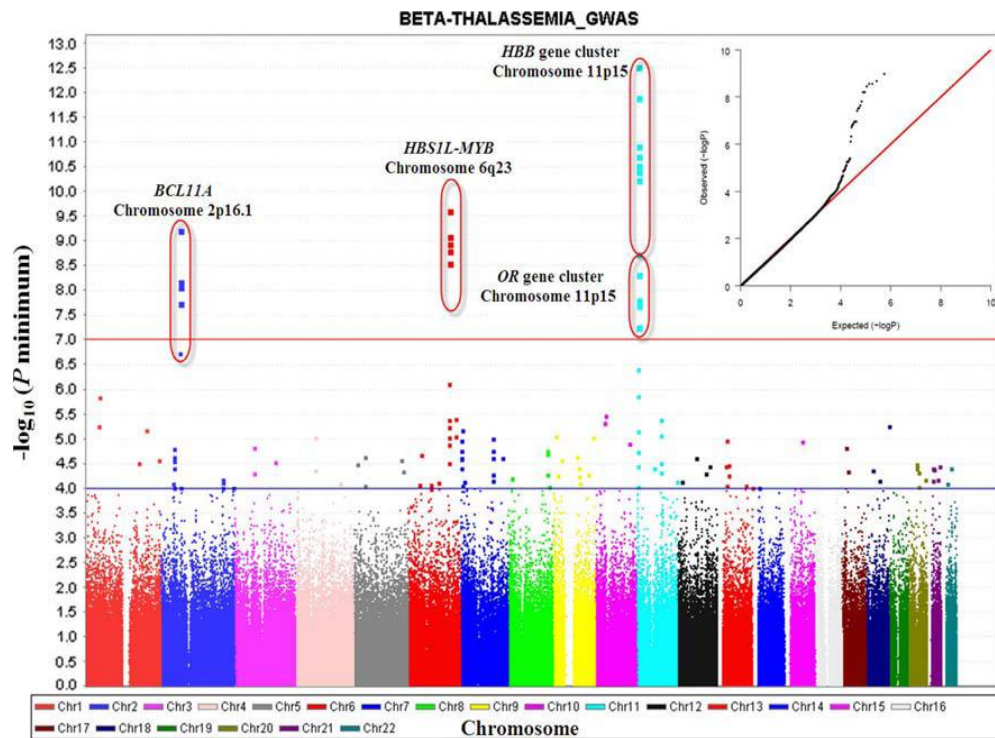 BETA-THALASSEMIA_GWAS
-log10 (P minimum)
13.0
12.5
12.0
11.5
11.0
10.5
10.0
9.5
9.0
8.5
8.0
7.5
7.0
6.5
6.0
5.5
5.0
4.5
4.0
3.5
3.0
2.5
2.0
1.5
1.0
0.5
0.0
BCL11A
Chromosome 2p16.1
HBS1L-MYB
Chromosome 6q23
HBB gene cluster
Chromosome 11p15
OR gene cluster
Chromosome 11p15
Observed (-logP)
10
8
6
4
2
0
0 2 4 6 8 10
Expected (-logP)
Chr1 Chr2 Chr3 Chr4 Chr5 Chr6 Chr7 Chr8 Chr9 Chr10 Chr11 Chr12 Chr13 Chr14 Chr15 Chr16
Chr17 Chr18 Chr19 Chr20 Chr21 Chr22
Chromosome